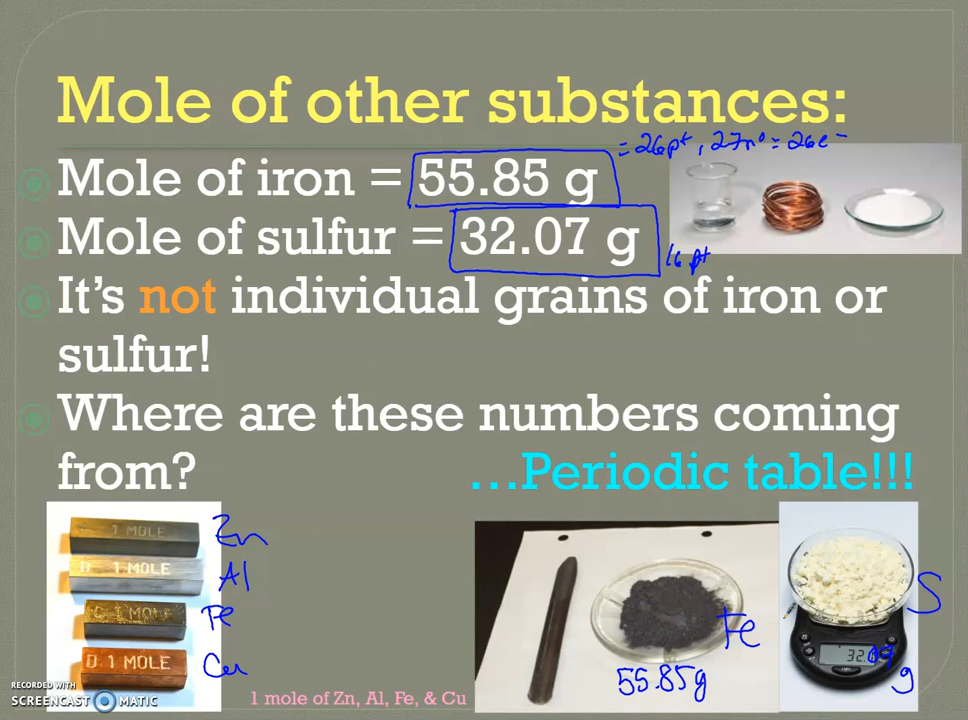 Mole of other substances:
= 26 p+, 27 n° = 26 e-
Mole of iron = 55.85 g
Mole of sulfur = 32.07 g
16 p+
It's not individual grains of iron or
sulfur!
Where are these numbers coming
from? ...Periodic table!!!
1 MOLE
Zn
D 1 MOLE
Al
1 MOLE
Fe
D. 1 MOLE
Cu
1 mole of Zn, Al, Fe, & Cu
Fe
55.85g
S
32.07
g
RECORDED WITH
SCREENCAST MATIC